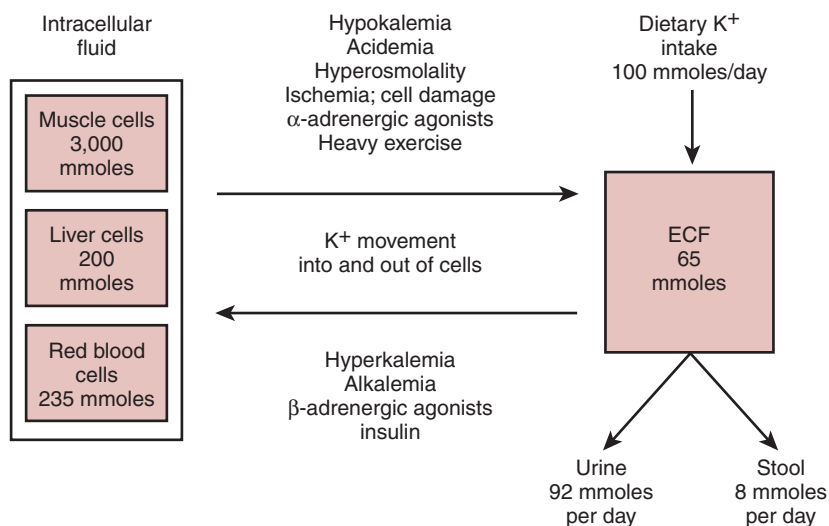 Intracellular
fluid
Muscle cells
3,000
mmoles
Liver cells
200
mmoles
Red blood
cells
235 mmoles
Hypokalemia
Acidemia
Hyperosmolality
Ischemia; cell damage
α-adrenergic agonists
Heavy exercise
K+ movement
into and out of cells
Hyperkalemia
Alkalemia
β-adrenergic agonists
insulin
Dietary K+
intake
100 mmoles/day
ECF
65
mmoles
Urine
92 mmoles
per day
Stool
8 mmoles
per day